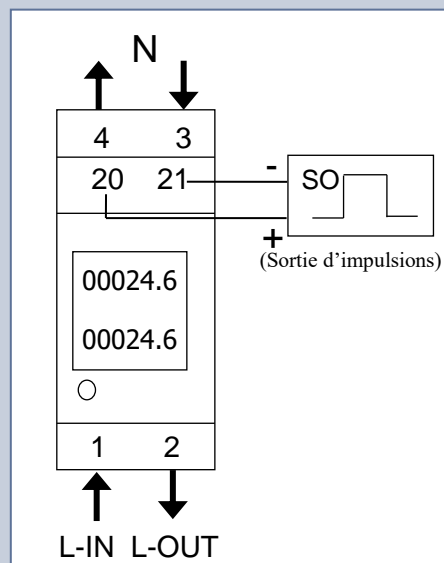 N
4 3
20 21
- SO
+
(Sortie d’impulsions)
00024.6
00024.6
1 2
L-IN L-OUT